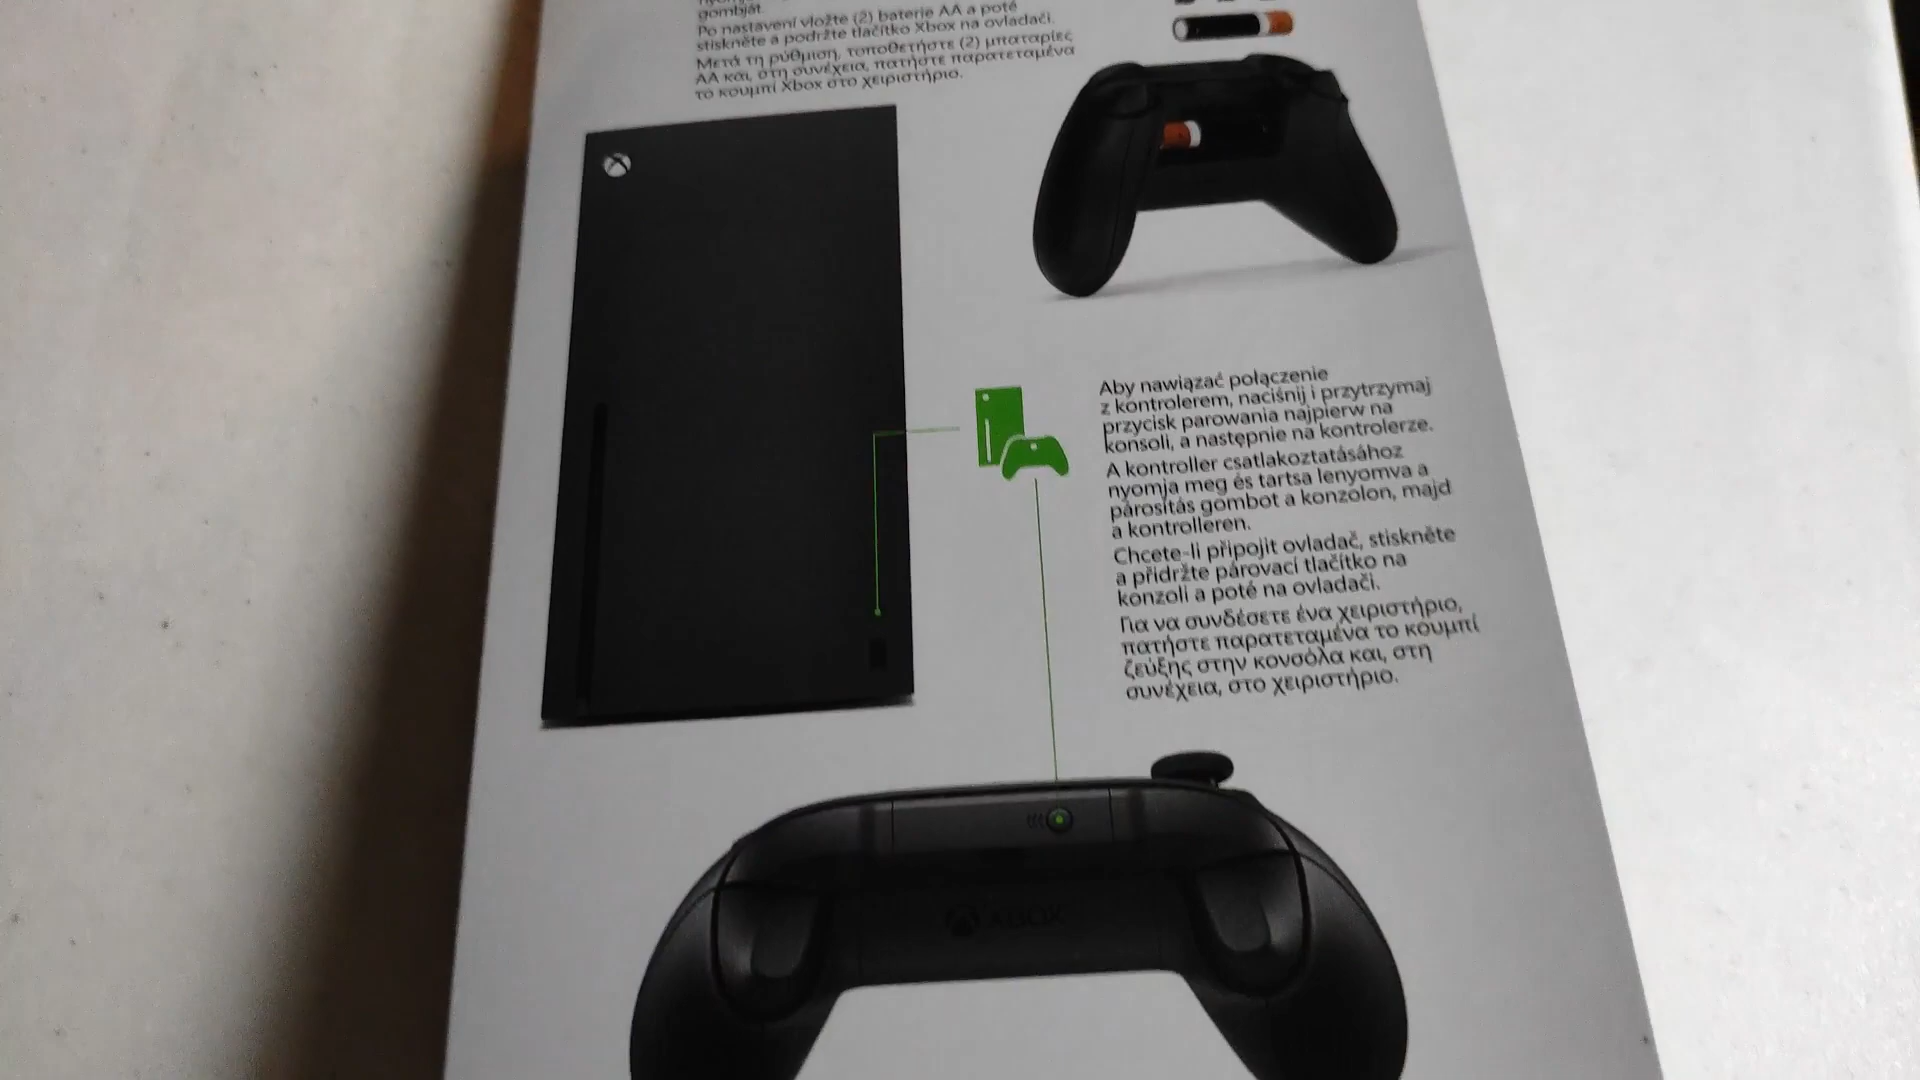 gombját.
Po nastavení vložte (2) baterie AA a poté
stiskněte a podržte tlačítko Xbox na ovladači.
Μετά τη ρύθμιση, τοποθετήστε (2) μπαταρίες
AA και, στη συνέχεια, πατήστε παρατεταμένα
το κουμπί Xbox στο χειριστήριο.
Aby nawiązać połączenie
z kontrolerem, naciśnij i przytrzymaj
przycisk parowania najpierw na
konsoli, a następnie na kontrolerze.
A kontroller csatlakoztatásához
nyomja meg és tartsa lenyomva a
párosítás gombot a konzolon, majd
a kontrolleren.
Chcete-li připojit ovladač, stiskněte
a přidržte párovací tlačítko na
konzoli a poté na ovladači.
Για να συνδέσετε ένα χειριστήριο,
πατήστε παρατεταμένα το κουμπί
ζεύξης στην κονσόλα και, στη
συνέχεια, στο χειριστήριο.
XBOX